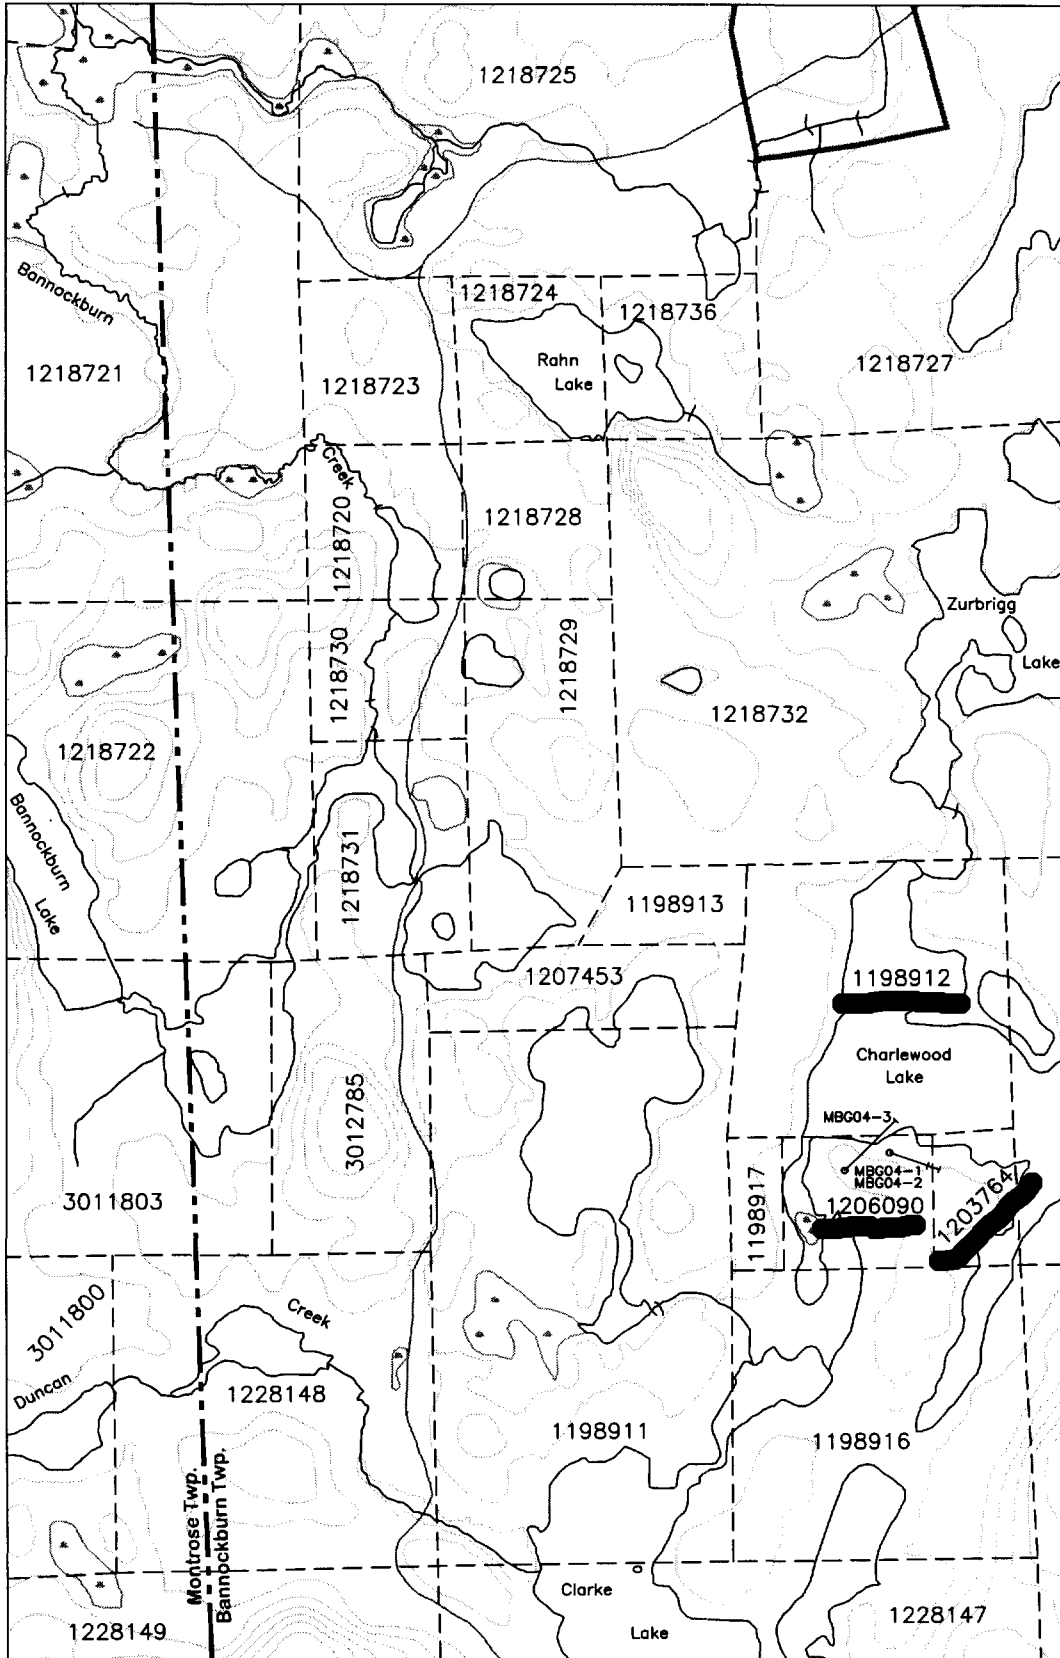 1218725
Bannockburn
1218724
1218736
1218721
1218723
Rahn
Lake
1218727
Creek
1218720
1218728
Zurbrigg
Lake
1218730
1218729
1218732
1218722
Bannockburn
Lake
1218731
1198913
1207453
1198912
Charlewood
Lake
3012785
MBG04-3
MBG04-1
MBG04-2
3011803
1198917
1206090
1203764
3011800
Creek
Duncan
1228148
1198911
1198916
Montrose Twp.
Bannockburn Twp.
Clarke
Lake
1228149
1228147